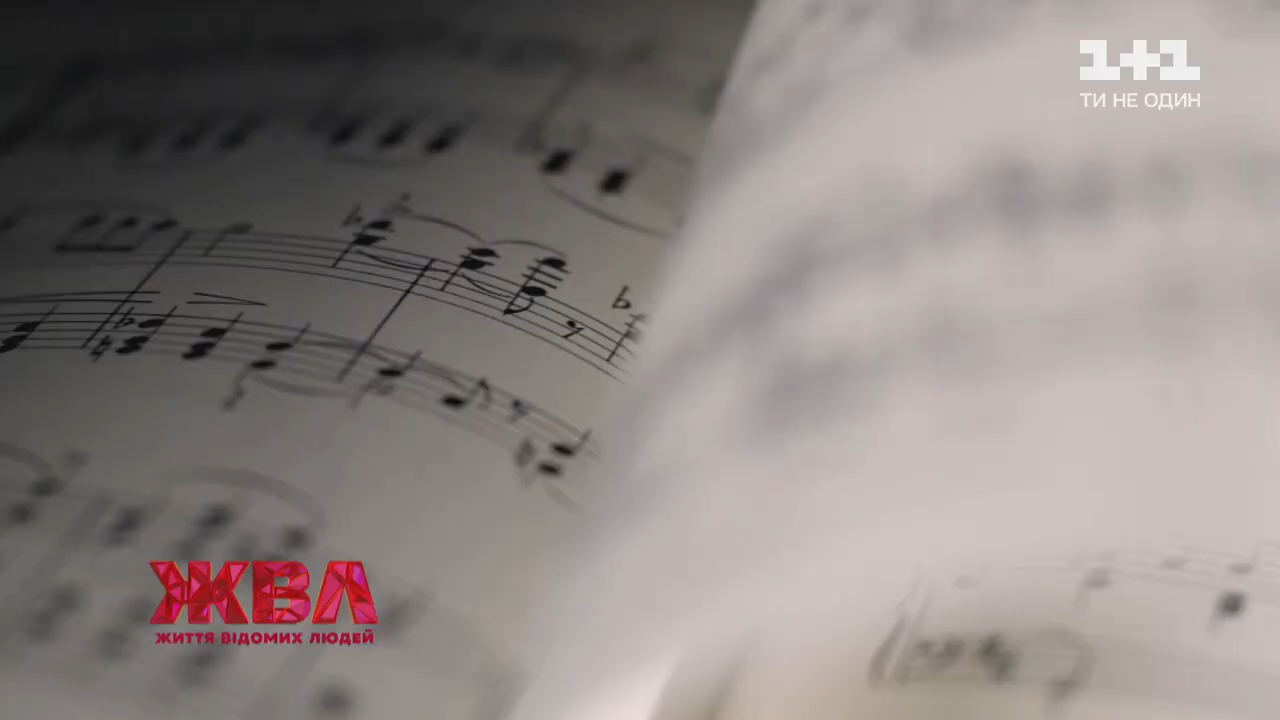 1+1
ТИ НЕ ОДИН
ЖВЛ
ЖИТТЯ ВІДОМИХ ЛЮДЕЙ